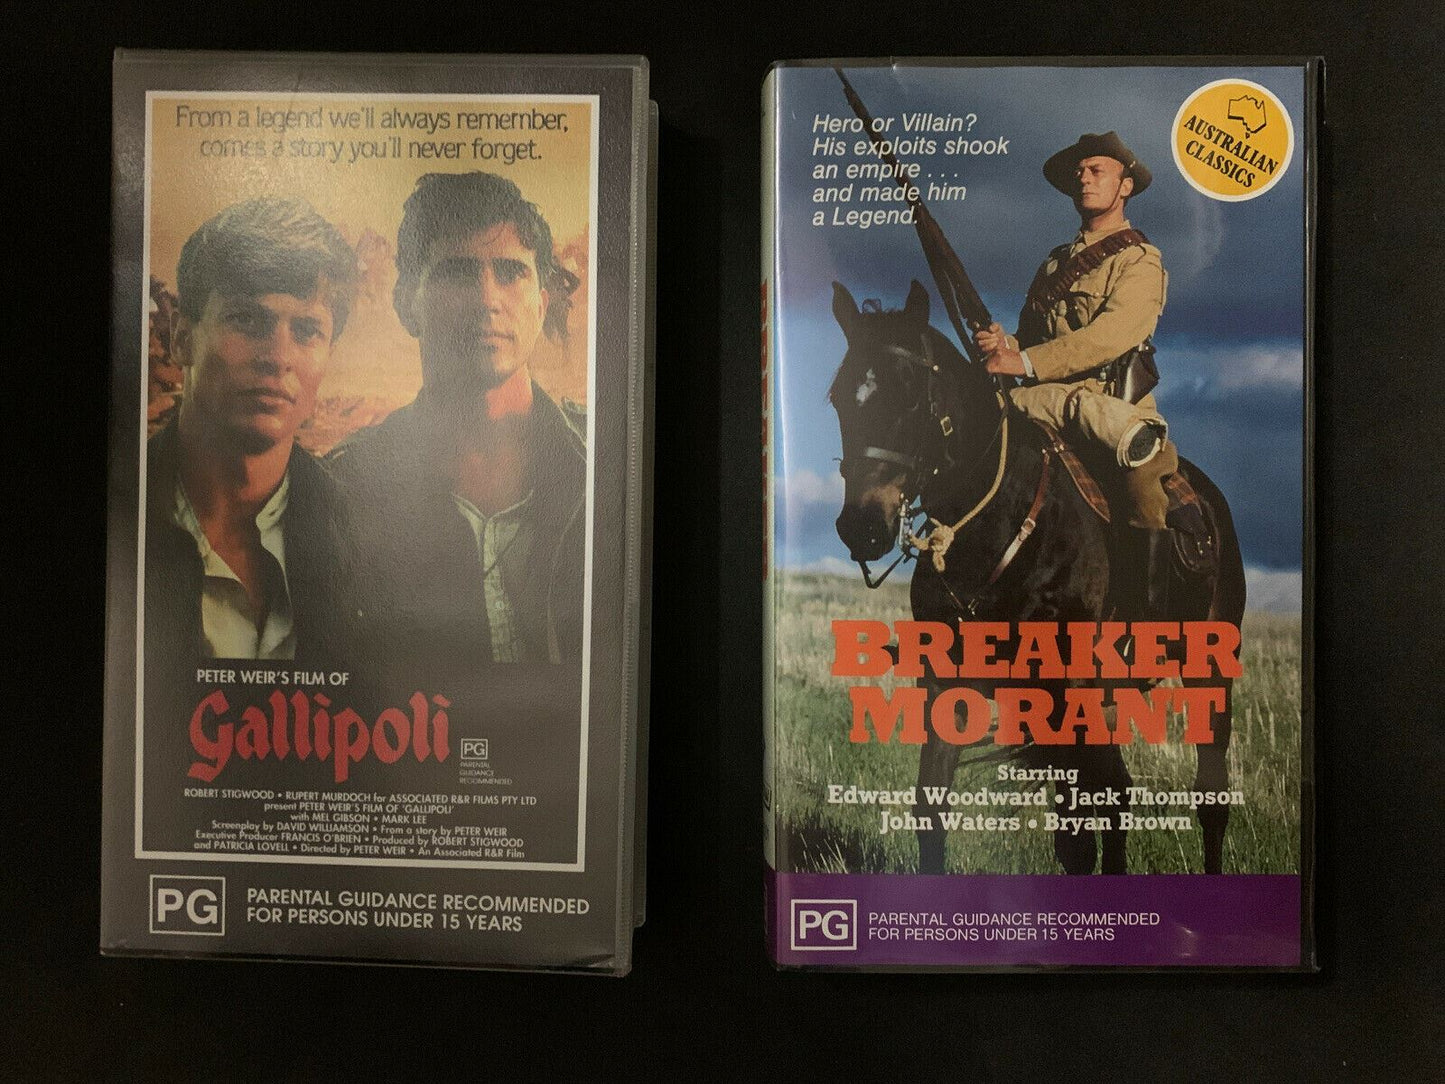 From a legend we'll always remember,
comes a story you'll never forget.
PETER WEIR'S FILM OF
Gallipoli
PG
PARENTAL
GUIDANCE
RECOMMENDED
ROBERT STIGWOOD • RUPERT MURDOCH for ASSOCIATED R&R FILMS PTY LTD
present PETER WEIR'S FILM OF 'GALLIPOLI'
with MEL GIBSON • MARK LEE
Screenplay by DAVID WILLIAMSON • From a story by PETER WEIR
Executive Producer FRANCIS O'BRIEN • Produced by ROBERT STIGWOOD
and PATRICIA LOVELL • Directed by PETER WEIR • An Associated R&R Film
PG
PARENTAL GUIDANCE RECOMMENDED
FOR PERSONS UNDER 15 YEARS
Hero or Villain?
His exploits shook
an empire . . .
and made him
a Legend.
AUSTRALIAN
CLASSICS
BREAKER
MORANT
Starring
Edward Woodward • Jack Thompson
John Waters • Bryan Brown
PG
PARENTAL GUIDANCE RECOMMENDED
FOR PERSONS UNDER 15 YEARS